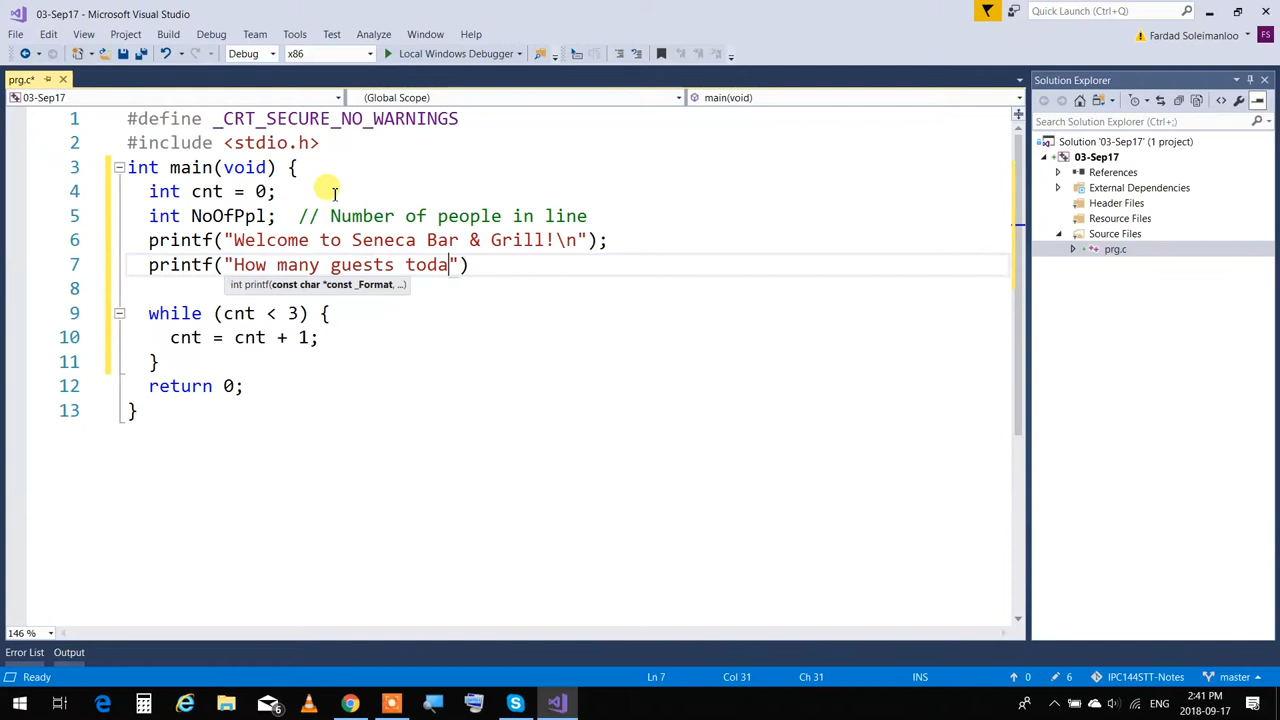 03-Sep17 - Microsoft Visual Studio
Quick Launch (Ctrl+Q)
File Edit View Project Build Debug Team Tools Test Analyze Window Help
Fardad Soleimanloo FS
Debug x86 Local Windows Debugger
prg.c*
Solution Explorer
03-Sep17 (Global Scope) main(void)
Search Solution Explorer (Ctrl+;)
Solution '03-Sep17' (1 project)
03-Sep17
References
External Dependencies
Header Files
Resource Files
Source Files
prg.c
1 #define _CRT_SECURE_NO_WARNINGS
2 #include <stdio.h>
3 int main(void) {
4 int cnt = 0;
5 int NoOfPpl; // Number of people in line
6 printf("Welcome to Seneca Bar & Grill!\n");
7 printf("How many guests toda")
int printf(const char *const _Format, ...)
8
9 while (cnt < 3) {
10 cnt = cnt + 1;
11 }
12 return 0;
13 }
146 %
Error List Output
Ready Ln 7 Col 31 Ch 31 INS 0 6 IPC144STT-Notes master
6 ENG 2:41 PM
2018-09-17